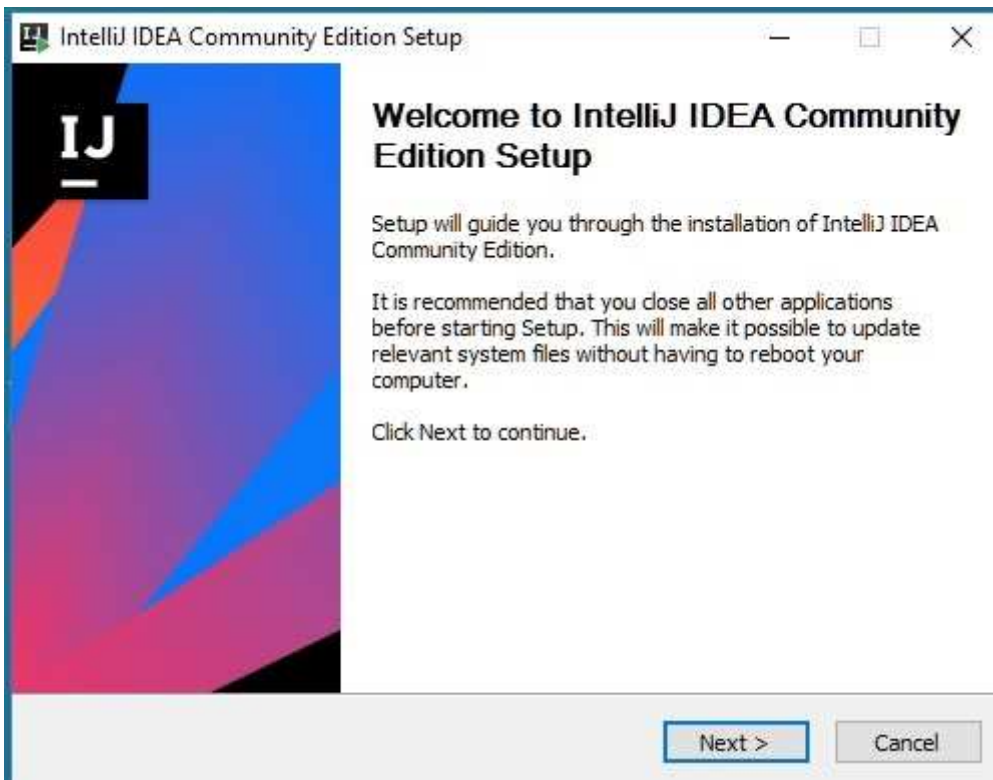 IntelliJ IDEA Community Edition Setup
IJ
Welcome to IntelliJ IDEA Community
Edition Setup
Setup will guide you through the installation of IntelliJ IDEA
Community Edition.
It is recommended that you close all other applications
before starting Setup. This will make it possible to update
relevant system files without having to reboot your
computer.
Click Next to continue.
Next >
Cancel